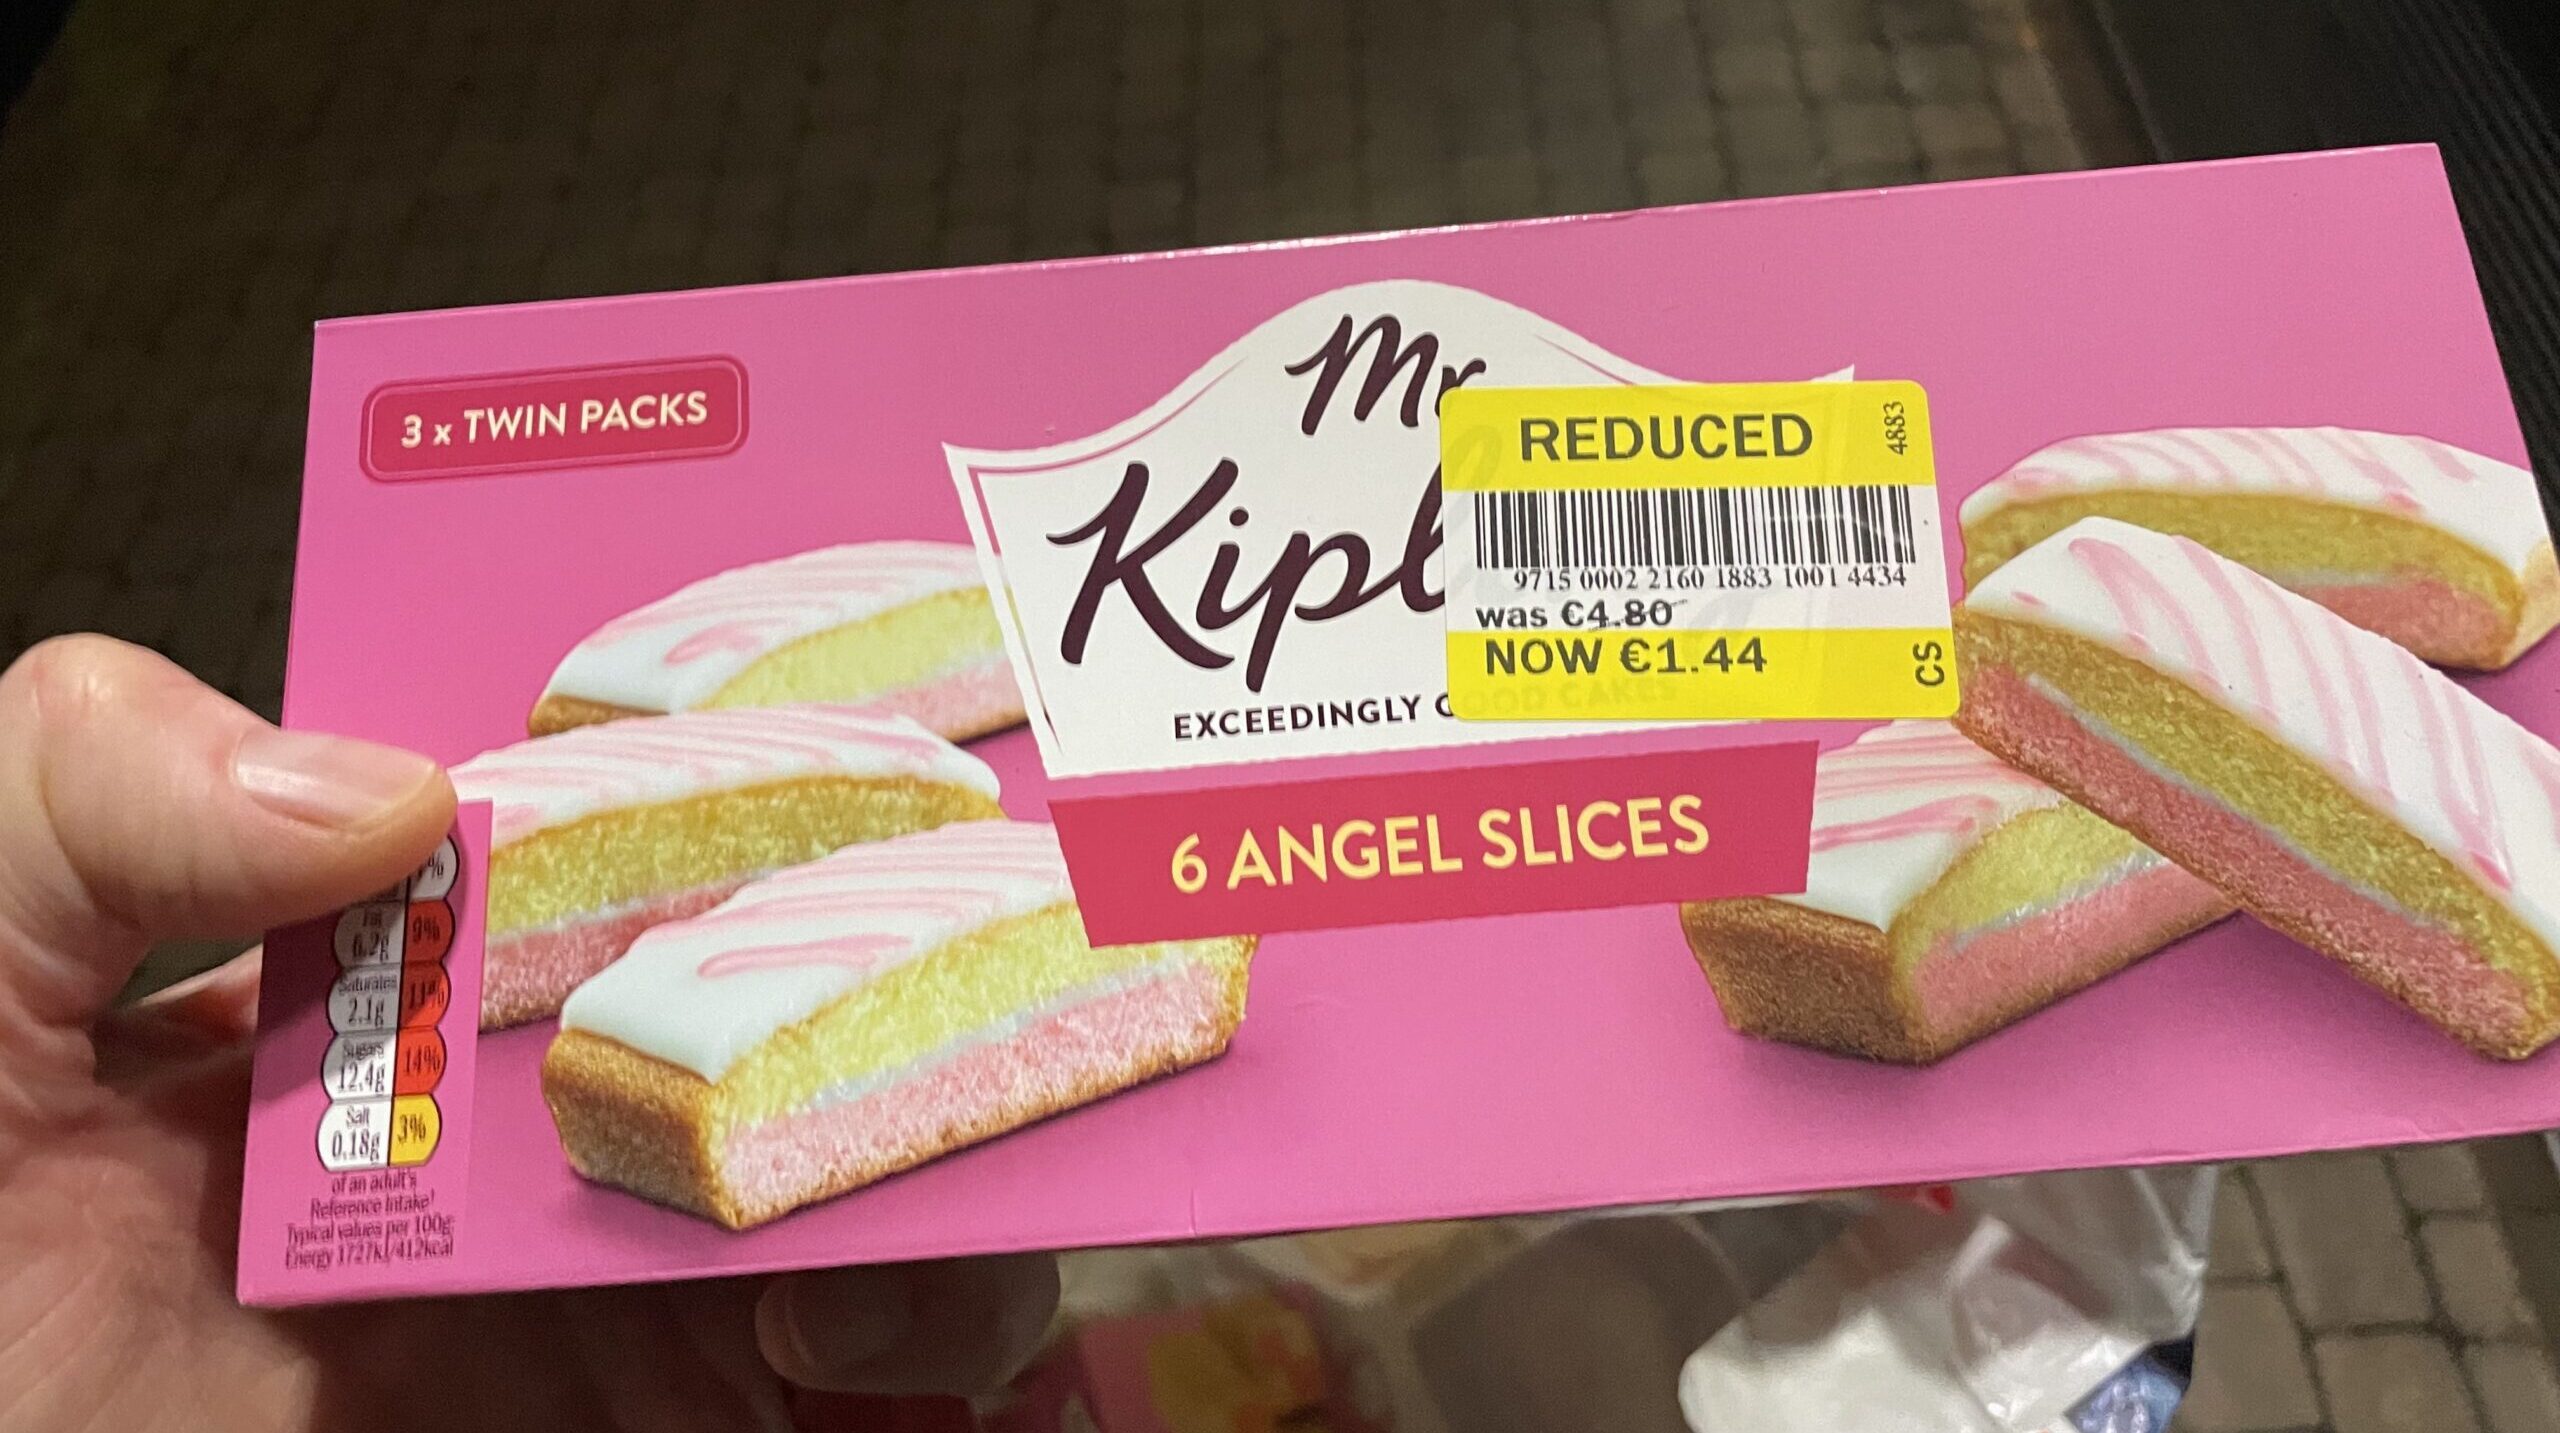 3 x TWIN PACKS
Mr
Kipl
EXCEEDINGLY GOOD CAKES
6 ANGEL SLICES
REDUCED
4883
9715 0002 2160 1883 1001 4434
was €4.80
NOW €1.44
CS
%
Fat
6.2g 9%
Saturates
2.1g 11%
Sugars
12.4g 14%
Salt
0.18g 3%
of an adult's
Reference Intake
Typical values per 100g:
Energy 1727kJ/412kcal